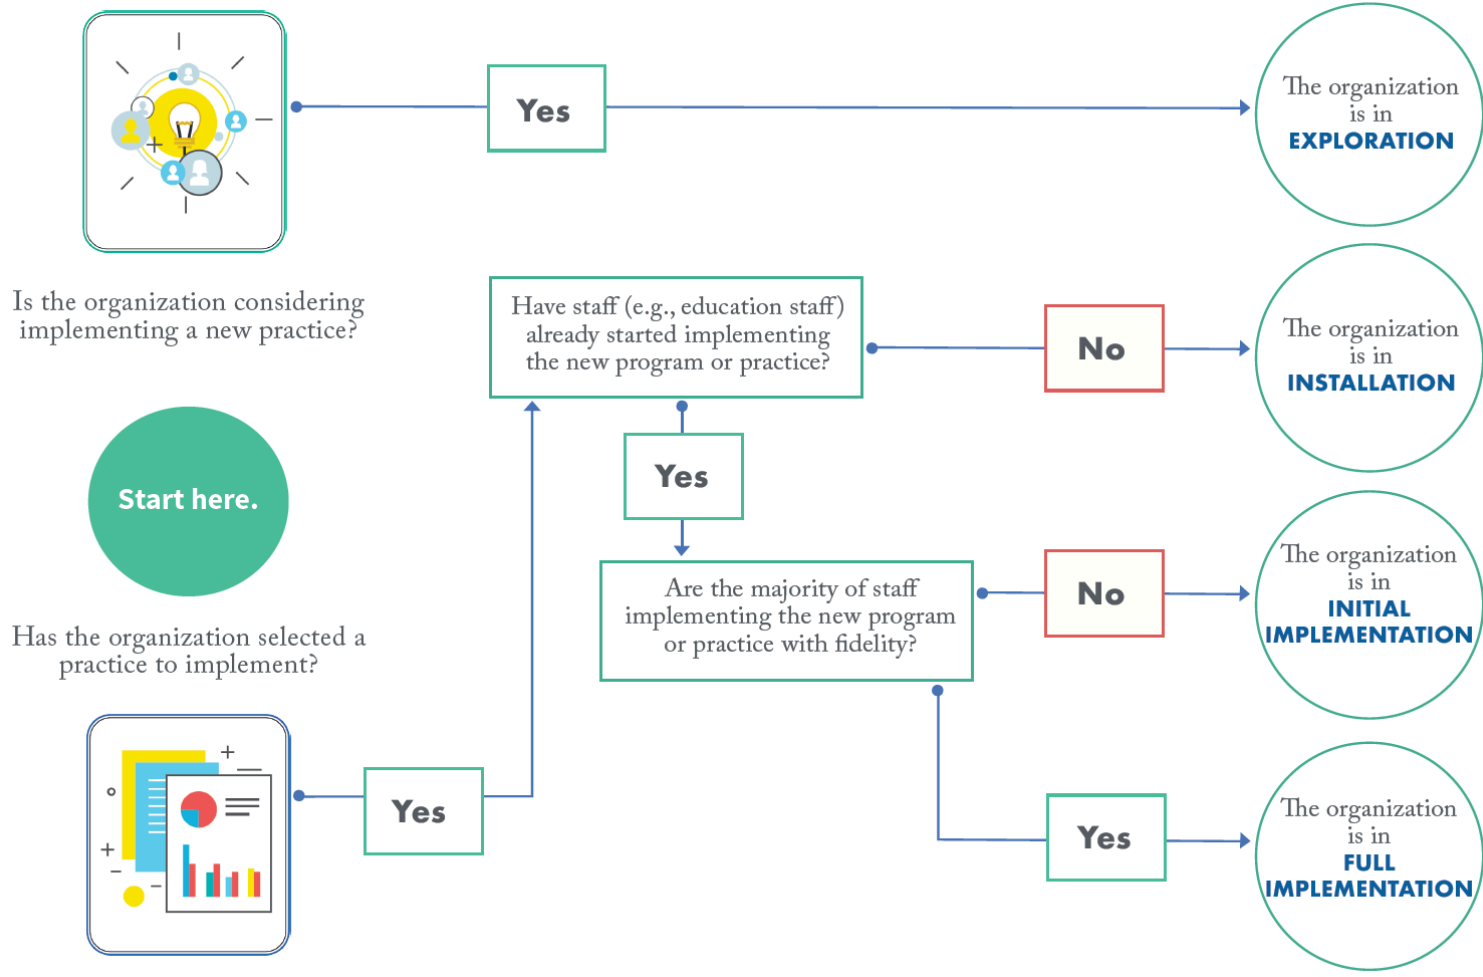 Yes
The organization
is in
EXPLORATION
Is the organization considering
implementing a new practice?
Have staff (e.g., education staff)
already started implementing
the new program or practice?
No
The organization
is in
INSTALLATION
Yes
Start here.
Are the majority of staff
implementing the new program
or practice with fidelity?
No
The organization
is in
INITIAL
IMPLEMENTATION
Has the organization selected a
practice to implement?
Yes
Yes
The organization
is in
FULL
IMPLEMENTATION